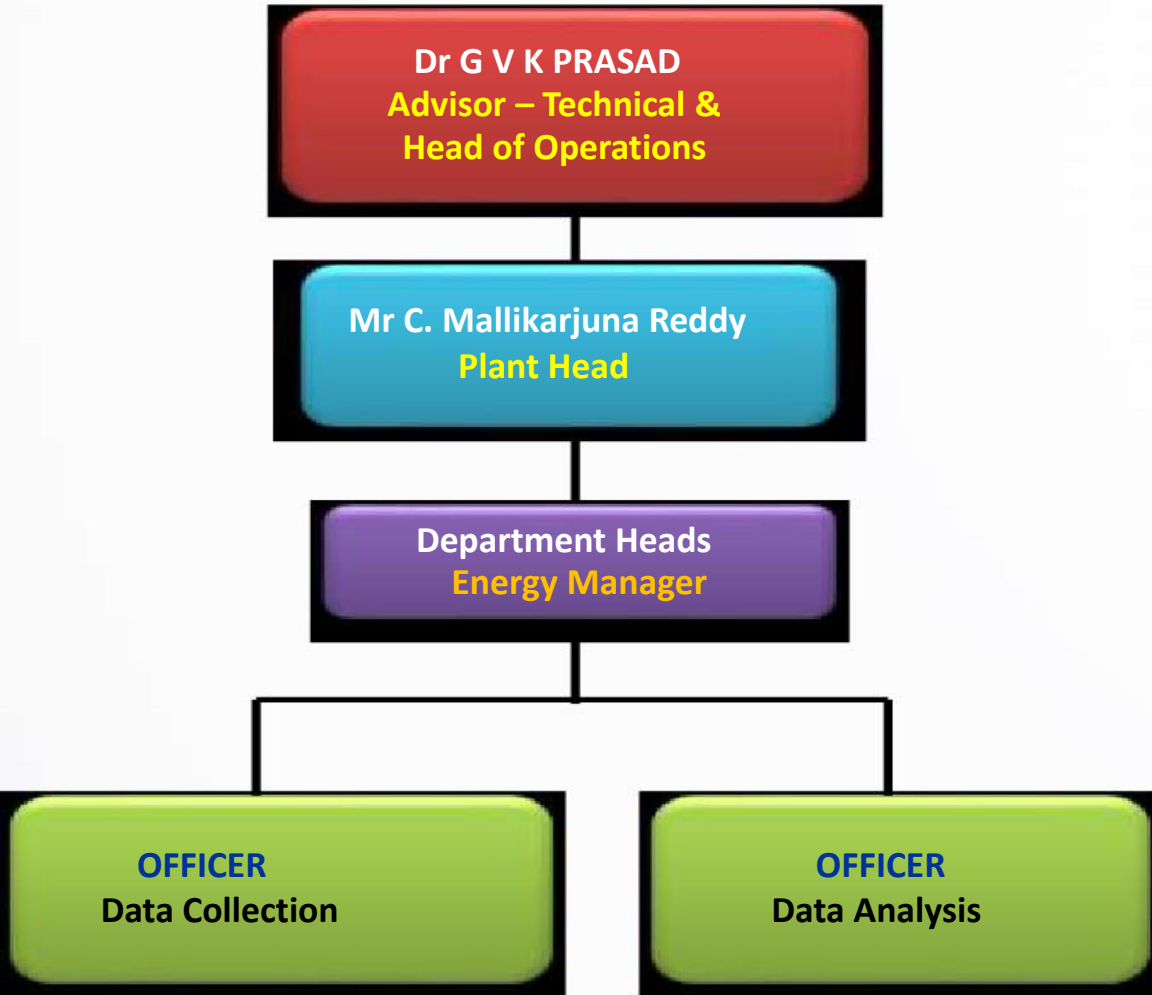 Dr G V K PRASAD
Advisor – Technical &
Head of Operations
Mr C. Mallikarjuna Reddy
Plant Head
Department Heads
Energy Manager
OFFICER
Data Collection
OFFICER
Data Analysis